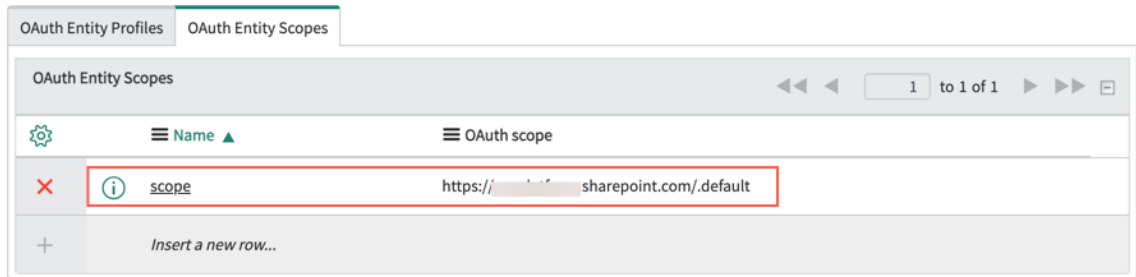 OAuth Entity Profiles
OAuth Entity Scopes
OAuth Entity Scopes
1 to 1 of 1
Name
OAuth scope
scope
https:// sharepoint.com/.default
Insert a new row...